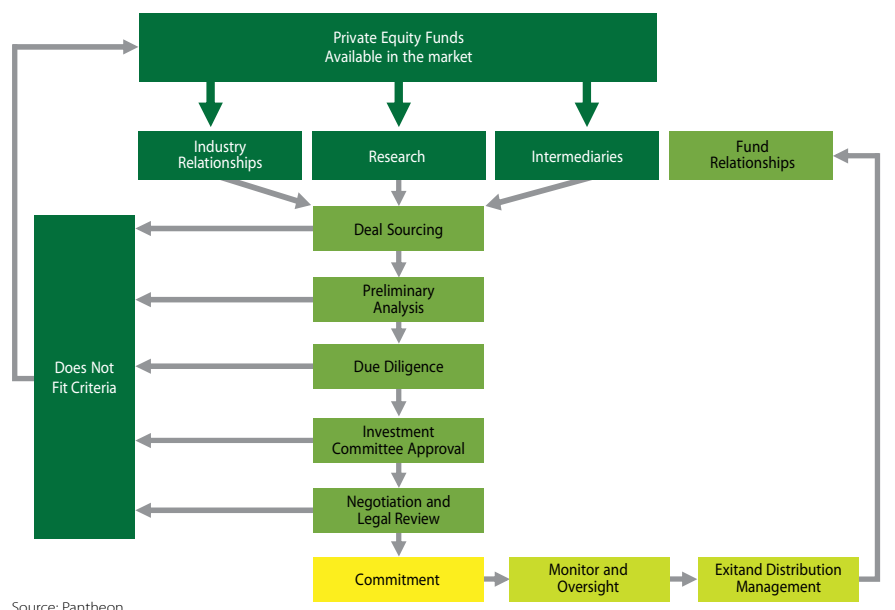 Private Equity Funds
Available in the market
Industry
Relationships
Research
Intermediaries
Fund
Relationships
Deal Sourcing
Preliminary
Analysis
Does Not
Fit Criteria
Due Diligence
Investment
Committee Approval
Negotiation and
Legal Review
Commitment
Monitor and
Oversight
Exitand Distribution
Management
Source: Pantheon